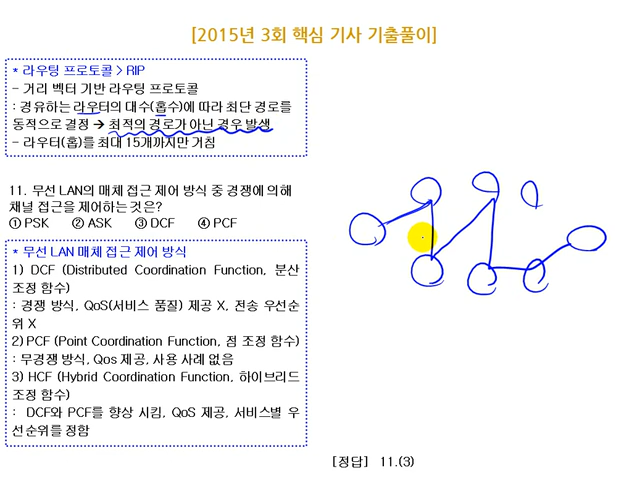 [2015년 3회 핵심 기사 기출풀이]
* 라우팅 프로토콜 > RIP
- 거리 벡터 기반 라우팅 프로토콜
: 경유하는 라우터의 대수(홉수)에 따라 최단 경로를
동적으로 결정 → 최적의 경로가 아닌 경우 발생
- 라우터(홉)를 최대 15개까지만 거침
11. 무선 LAN의 매체 접근 제어 방식 중 경쟁에 의해
채널 접근을 제어하는 것은?
① PSK ② ASK ③ DCF ④ PCF
* 무선 LAN 매체 접근 제어 방식
1) DCF (Distributed Coordination Function, 분산
조정 함수)
: 경쟁 방식, QoS(서비스 품질) 제공 X, 전송 우선순
위 X
2) PCF (Point Coordination Function, 점 조정 함수)
: 무경쟁 방식, Qos 제공, 사용 사례 없음
3) HCF (Hybrid Coordination Function, 하이브리드
조정 함수)
: DCF와 PCF를 향상 시킴, QoS 제공, 서비스별 우
선순위를 정함
[정답] 11.(3)